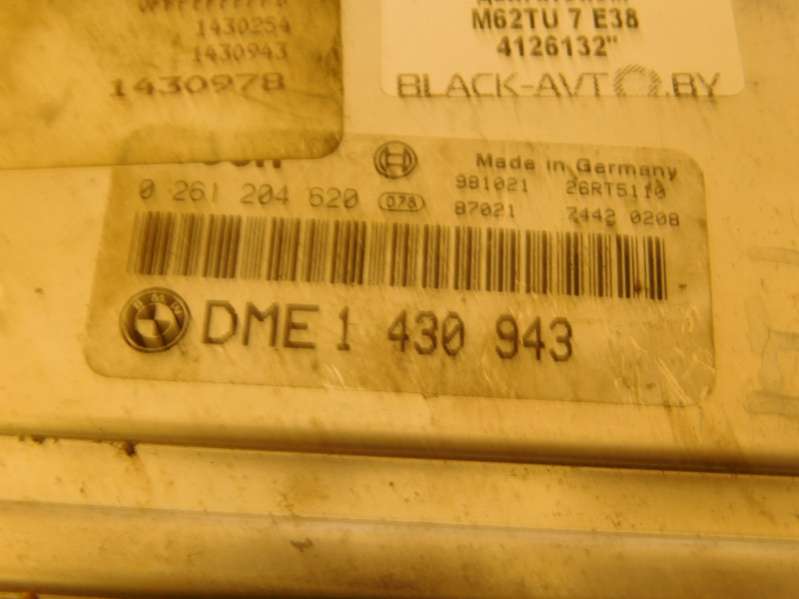 1430254
1430943
1430978
M62TU 7 E38
4126132"
BLACK-AVTO.BY
Made in Germany
0 261 204 620
078
981021 26RT5110
87021 7442 0208
DME 1 430 943